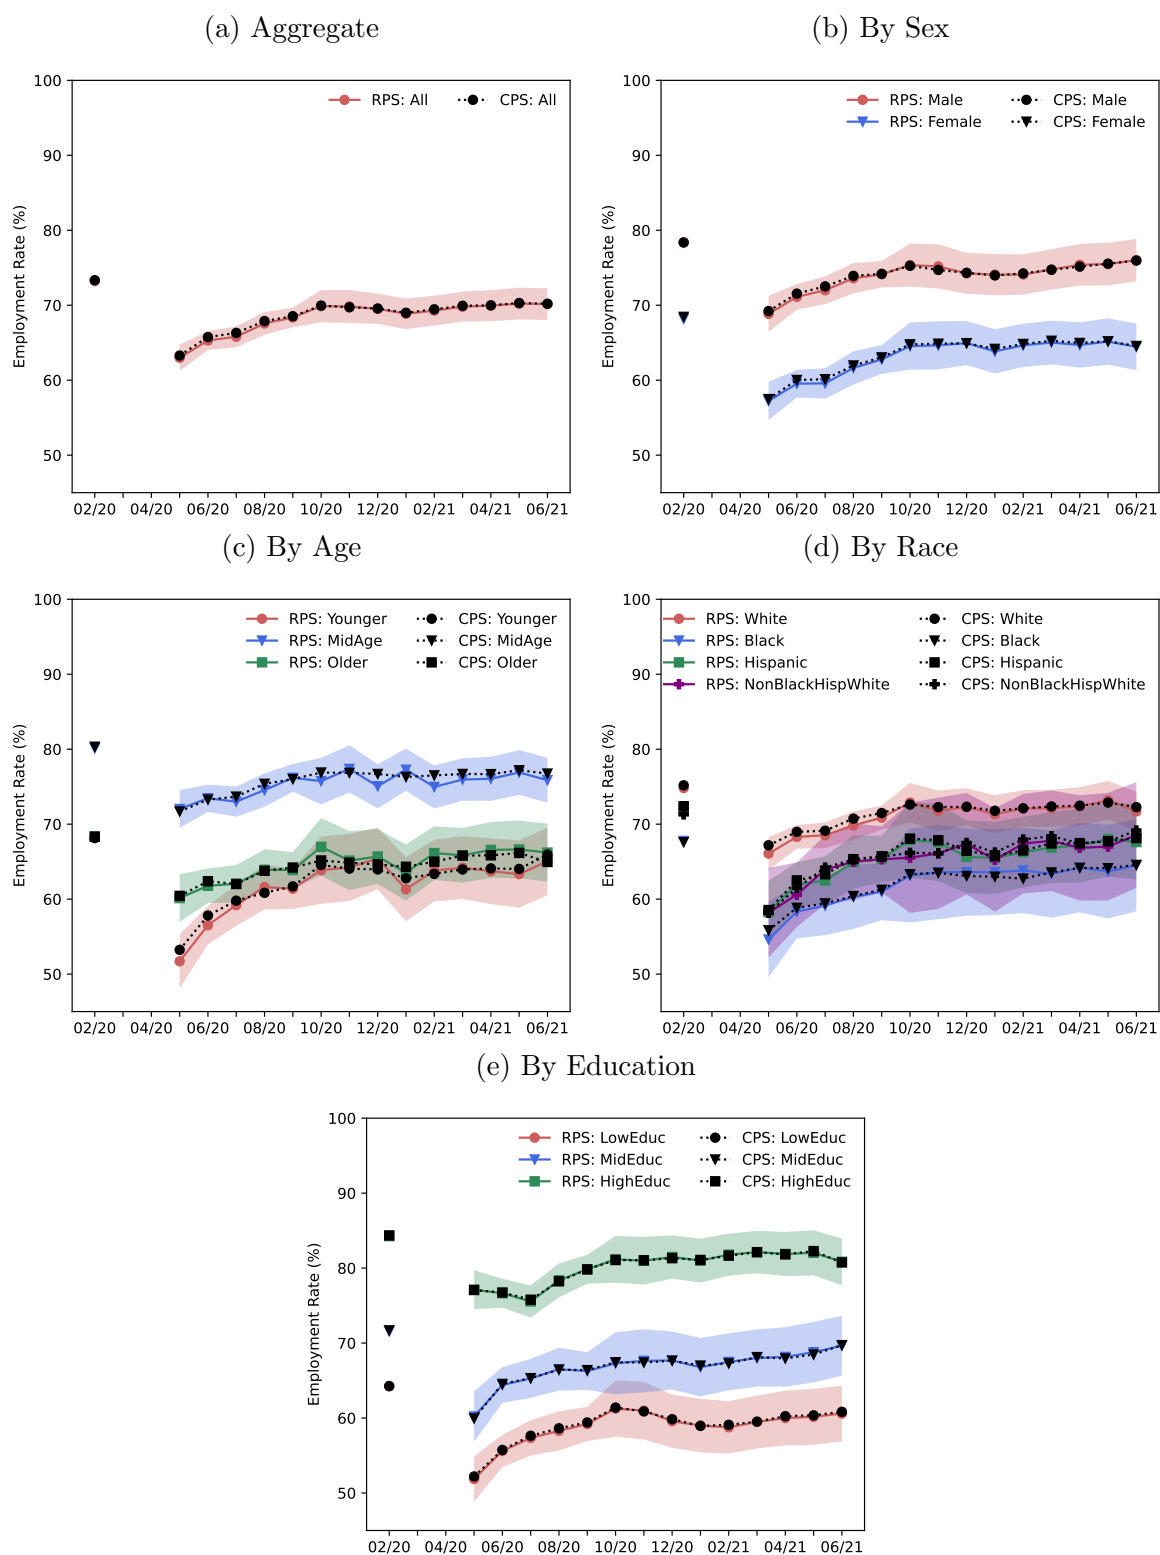 (a) Aggregate
Employment Rate (%)
100
90
80
70
60
50
RPS: All
CPS: All
02/20 04/20 06/20 08/20 10/20 12/20 02/21 04/21 06/21
(b) By Sex
Employment Rate (%)
100
90
80
70
60
50
RPS: Male
RPS: Female
CPS: Male
CPS: Female
02/20 04/20 06/20 08/20 10/20 12/20 02/21 04/21 06/21
(c) By Age
Employment Rate (%)
100
90
80
70
60
50
RPS: Younger
RPS: MidAge
RPS: Older
CPS: Younger
CPS: MidAge
CPS: Older
02/20 04/20 06/20 08/20 10/20 12/20 02/21 04/21 06/21
(d) By Race
Employment Rate (%)
100
90
80
70
60
50
RPS: White
RPS: Black
RPS: Hispanic
RPS: NonBlackHispWhite
CPS: White
CPS: Black
CPS: Hispanic
CPS: NonBlackHispWhite
02/20 04/20 06/20 08/20 10/20 12/20 02/21 04/21 06/21
(e) By Education
Employment Rate (%)
100
90
80
70
60
50
RPS: LowEduc
RPS: MidEduc
RPS: HighEduc
CPS: LowEduc
CPS: MidEduc
CPS: HighEduc
02/20 04/20 06/20 08/20 10/20 12/20 02/21 04/21 06/21